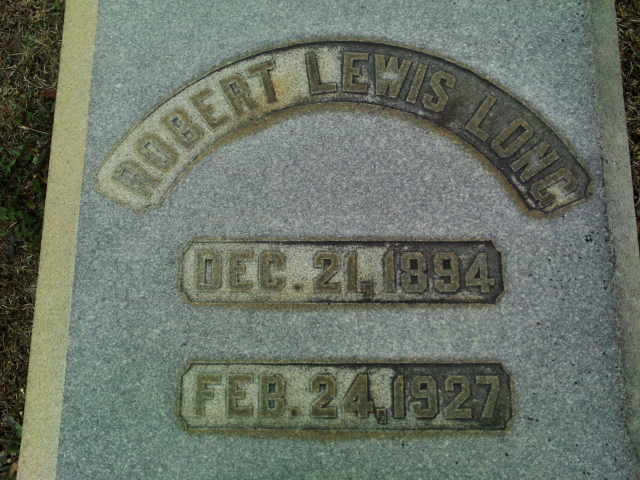 ROBERT LEWIS LONG
DEC. 21, 1894
FEB. 24, 1927